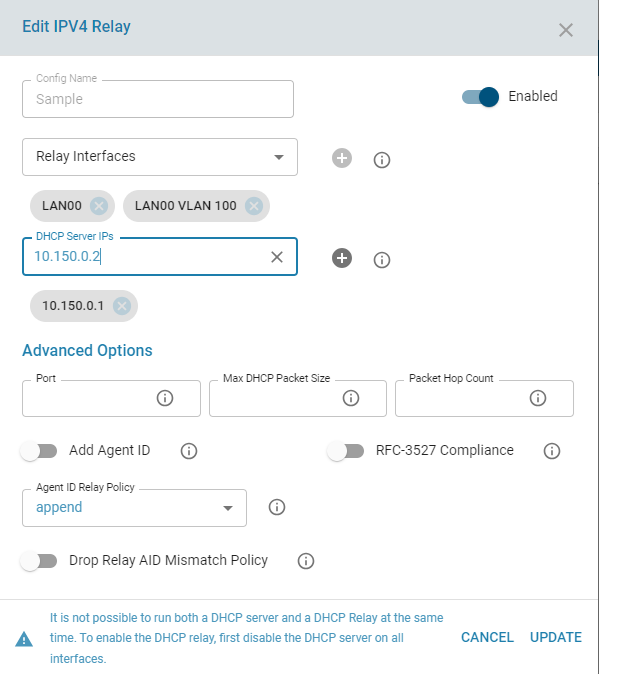 Edit IPV4 Relay
Config Name
Sample
Enabled
Relay Interfaces
LAN00
LAN00 VLAN 100
DHCP Server IPs
10.150.0.2
10.150.0.1
Advanced Options
Port
Max DHCP Packet Size
Packet Hop Count
Add Agent ID
RFC-3527 Compliance
Agent ID Relay Policy
append
Drop Relay AID Mismatch Policy
It is not possible to run both a DHCP server and a DHCP Relay at the same
time. To enable the DHCP relay, first disable the DHCP server on all
interfaces.
CANCEL
UPDATE